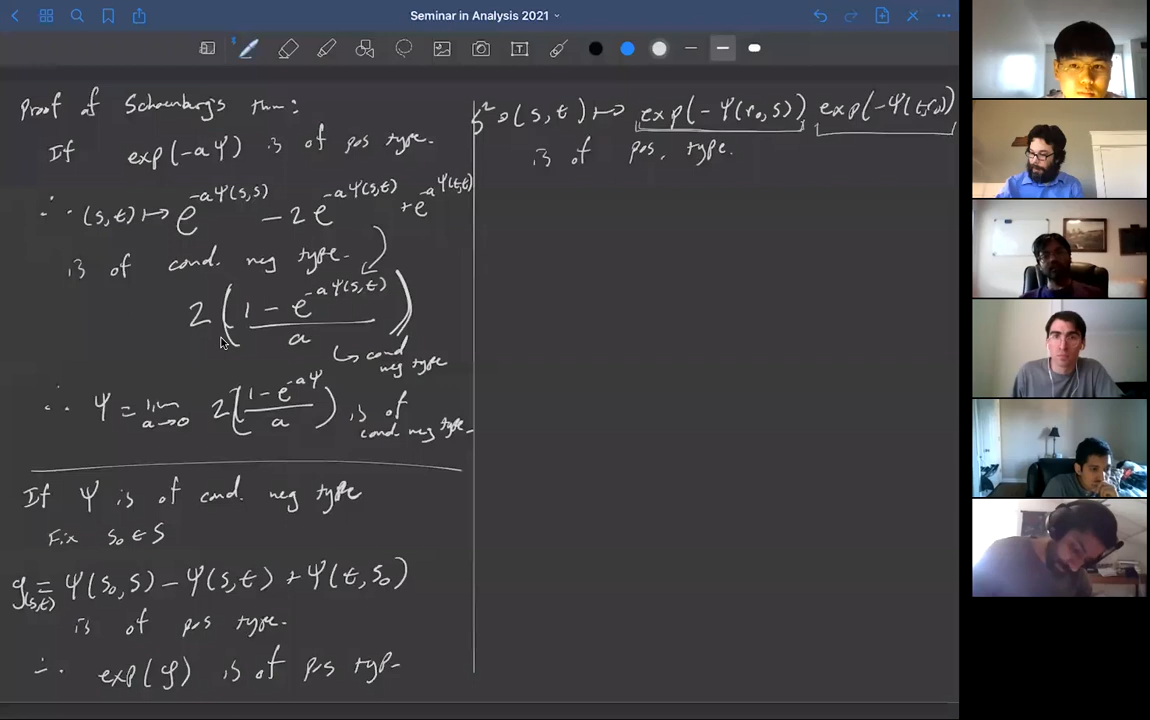 Seminar in Analysis 2021
Proof of Schoenberg's thm:
If exp(-aΨ) is of pos type.
∴ (s,t) ↦ e^{-aΨ(s,s)} - 2e^{-aΨ(s,t)} + e^{-aΨ(t,t)}
is of cond. neg type.
2((1 - e^{-aΨ(s,t)})/a)
↳ cond neg type
∴ Ψ = lim_{a→0} 2((1-e^{-aΨ})/a) is of cond. neg type.
If Ψ is of cond. neg type
Fix s₀ ∈ S
φ(s,t) = Ψ(s₀,s) - Ψ(s,t) + Ψ(t,s₀)
is of pos type.
∴ exp(φ) is of pos typ-
(s,t) ↦ exp(-Ψ(s₀,s)) exp(-Ψ(t,s₀))
is of pos. type.